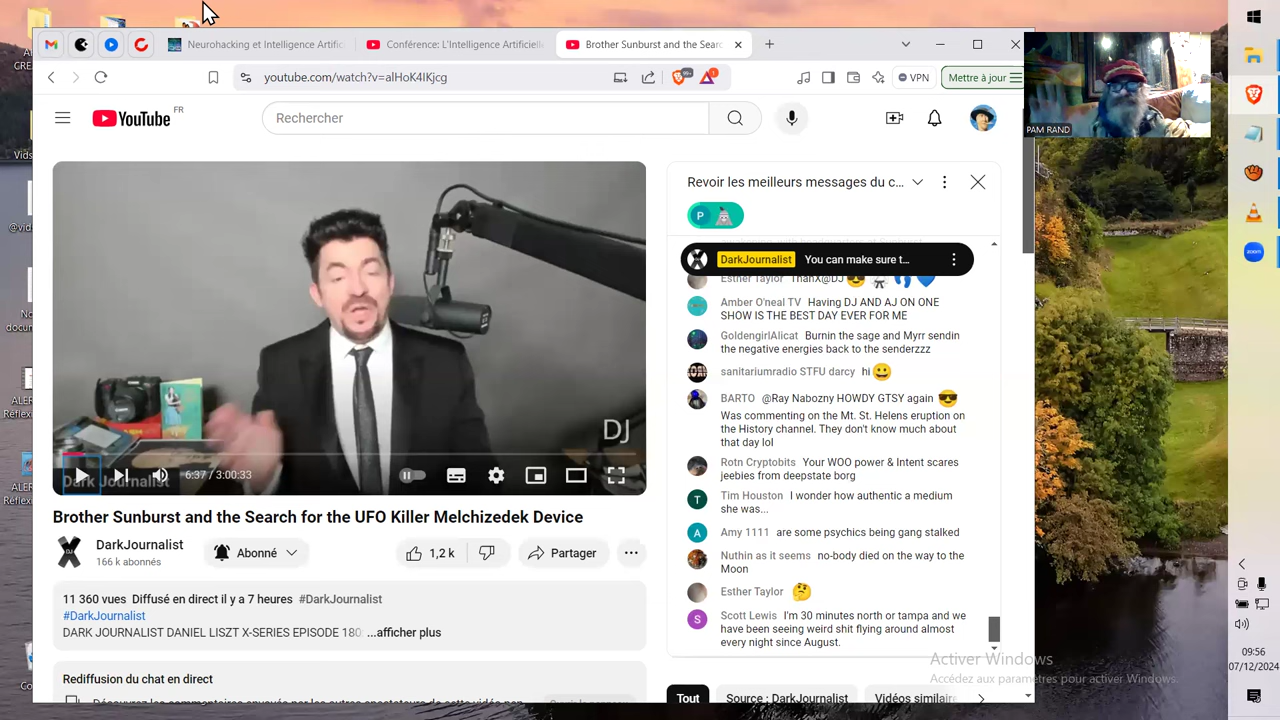 Neurohacking et Intelligence Artifi
Conférence: L'Intelligence Artificielle
Brother Sunburst and the Sear
youtube.com/watch?v=alHoK4IKjcg
99+
1
VPN
Mettre à jour
YouTube FR
Rechercher
PAM RAND
Revoir les meilleurs messages du c...
P
DarkJournalist You can make sure t...
Esther Taylor ThanX@DJ
Amber O'neal TV Having DJ AND AJ ON ONE
SHOW IS THE BEST DAY EVER FOR ME
GoldengirlAlicat Burnin the sage and Myrr sendin
the negative energies back to the senderzzz
sanitariumradio STFU darcy hi
BARTO @Ray Nabozny HOWDY GTSY again
Was commenting on the Mt. St. Helens eruption on
the History channel. They don't know much about
that day lol
Rotn Cryptobits Your WOO power & Intent scares
jeebies from deepstate borg
T Tim Houston I wonder how authentic a medium
she was...
A Amy 1111 are some psychics being gang stalked
Nuthin as it seems no-body died on the way to the
Moon
Esther Taylor
S Scott Lewis I'm 30 minutes north or tampa and we
have been seeing weird shit flying around almost
every night since August.
DJ
Dark Journalist
6:37 / 3:00:33
Brother Sunburst and the Search for the UFO Killer Melchizedek Device
DarkJournalist
166 k abonnés
Abonné
1,2 k
Partager
11 360 vues Diffusé en direct il y a 7 heures #DarkJournalist
#DarkJournalist
DARK JOURNALIST DANIEL LISZT X-SERIES EPISODE 180
...afficher plus
Rediffusion du chat en direct
Tout
Source : DarkJournalist
Vidéos similaire
Activer Windows
Accédez aux paramètres pour activer Windows.
zoom
09:56
07/12/2024